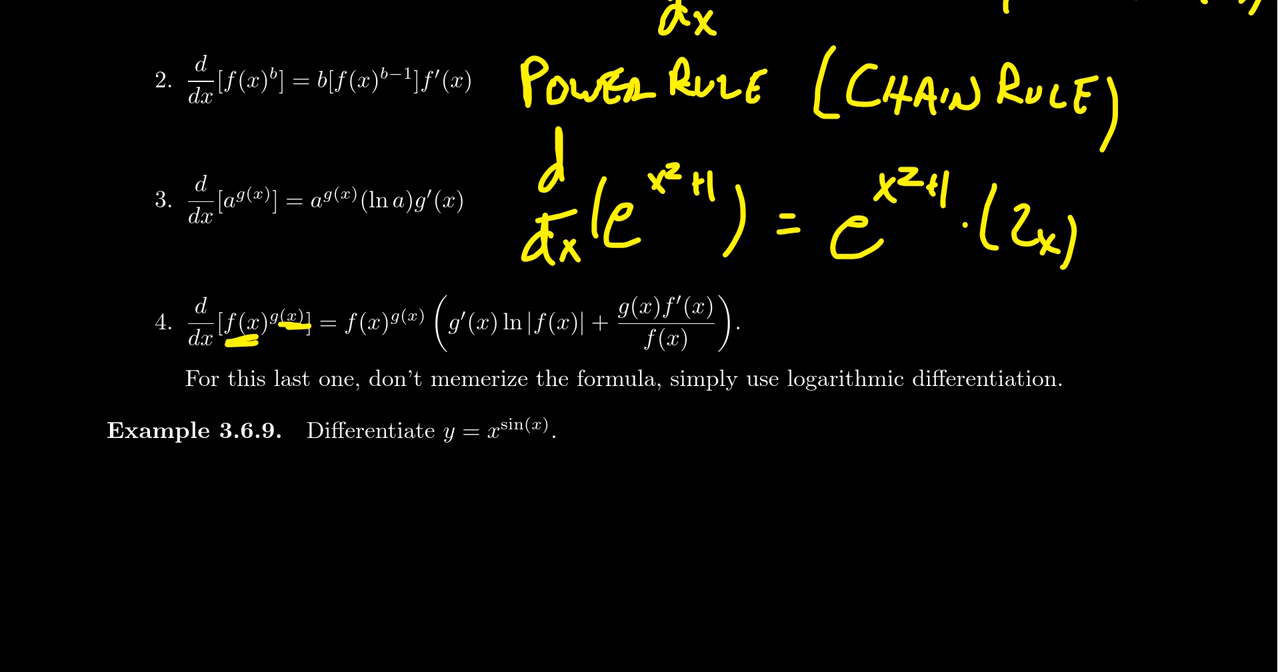 d/dx
2. d/dx [f(x)^b] = b[f(x)^{b−1}]f′(x) POWER RULE (CHAIN RULE)
3. d/dx [a^{g(x)}] = a^{g(x)}(ln a)g′(x) d/dx (e^{x²+1}) = e^{x²+1} · (2x)
4. d/dx [f(x)^{g(x)}] = f(x)^{g(x)} (g′(x) ln |f(x)| + g(x)f′(x)/f(x)).
For this last one, don't memerize the formula, simply use logarithmic differentiation.
Example 3.6.9. Differentiate y = x^{sin(x)}.